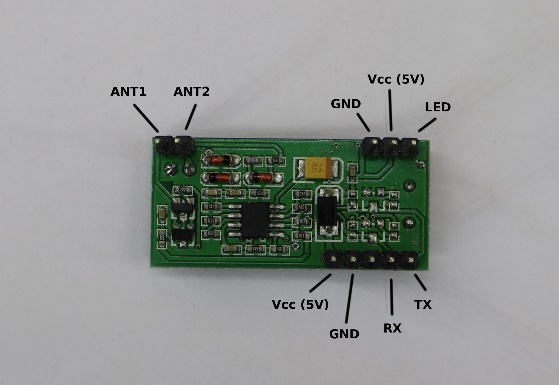 Vcc (5V)
ANT1
ANT2
GND
LED
Vcc (5V)
TX
GND
RX